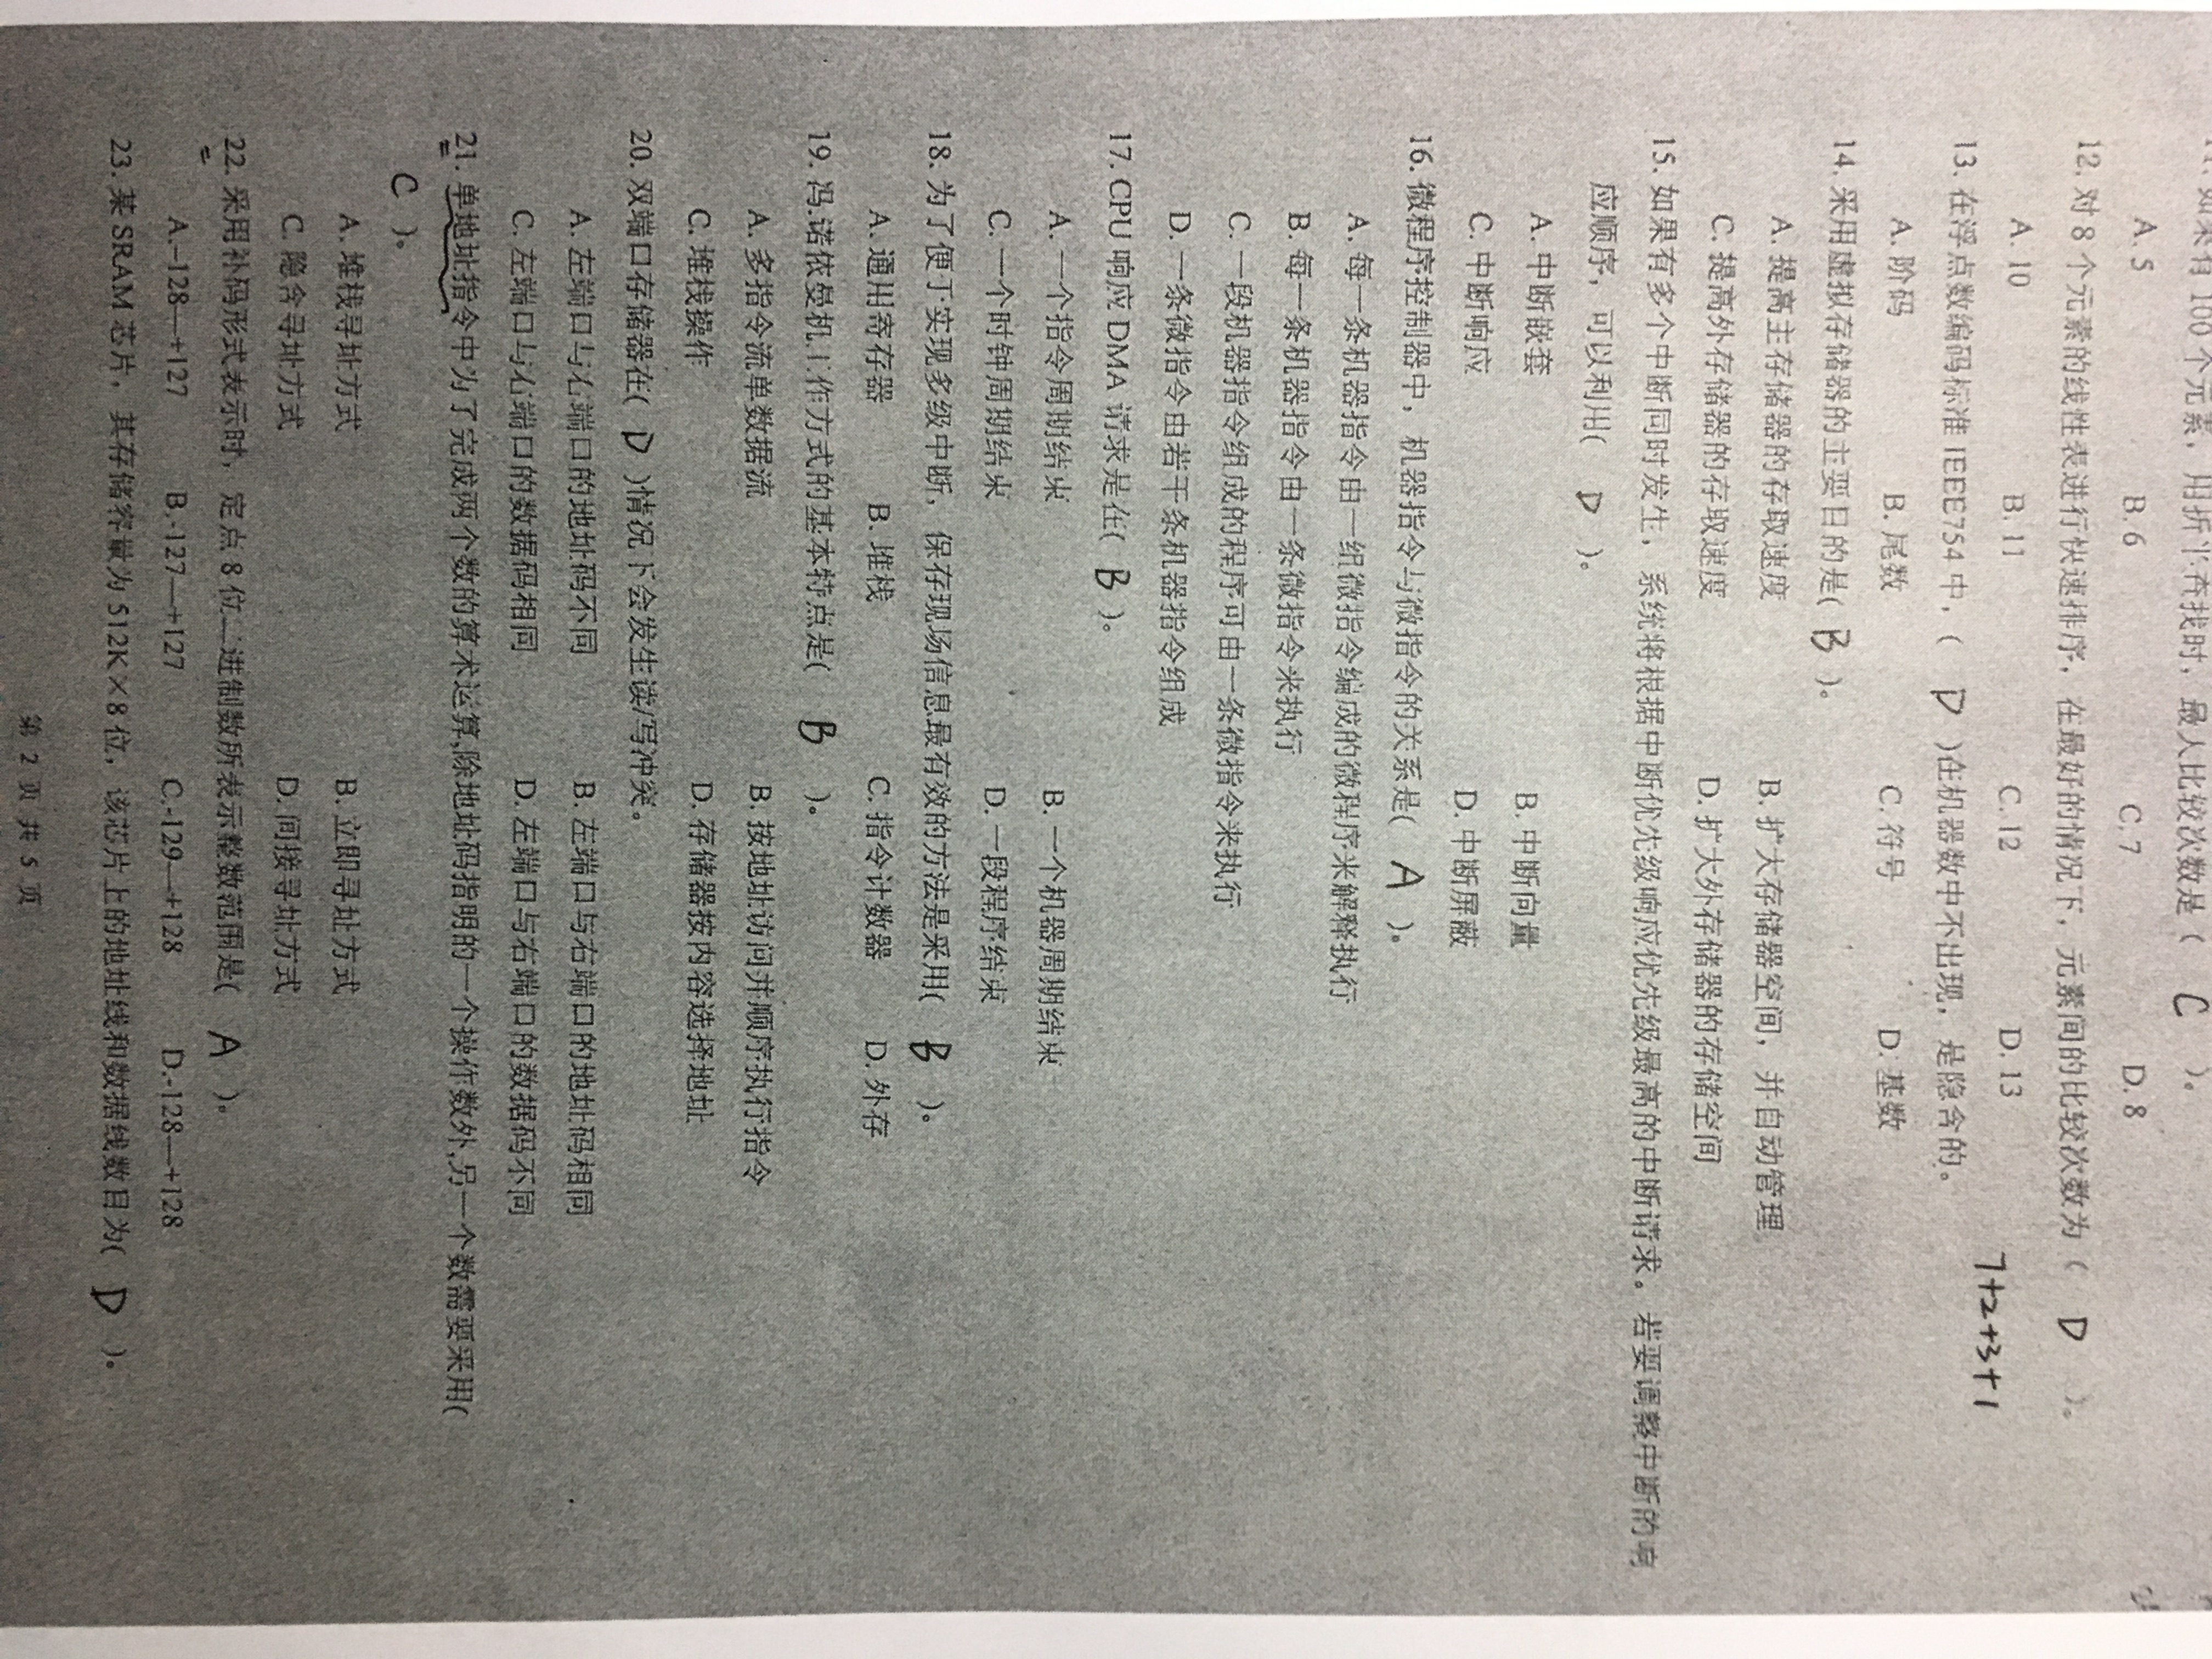 11. 如果有 100 个元素，用折半查找时，最大比较次数是（ C ）。
A. 5 B. 6 C. 7 D. 8
12. 对 8 个元素的线性表进行快速排序，在最好的情况下，元素间的比较次数为（ D ）。
A. 10 B. 11 C. 12 D. 13
7+2+3+1
13. 在浮点数编码标准 IEEE754 中，( D )在机器数中不出现，是隐含的。
A. 阶码 B. 尾数 C. 符号 D. 基数
14. 采用虚拟存储器的主要目的是( B )。
A. 提高主存储器的存取速度 B. 扩大存储器空间，并自动管理
C. 提高外存储器的存取速度 D. 扩大外存储器的存储空间
15. 如果有多个中断同时发生，系统将根据中断优先级响应优先级最高的中断请求。若要调整中断的响
应顺序，可以利用( D )。
A. 中断嵌套 B. 中断向量
C. 中断响应 D. 中断屏蔽
16. 微程序控制器中，机器指令与微指令的关系是( A )。
A. 每一条机器指令由一组微指令编成的微程序来解释执行
B. 每一条机器指令由一条微指令来执行
C. 一段机器指令组成的程序可由一条微指令来执行
D. 一条微指令由若干条机器指令组成
17. CPU 响应 DMA 请求是在( B )。
A. 一个指令周期结束 B. 一个机器周期结束
C. 一个时钟周期结束 D. 一段程序结束
18. 为了便于实现多级中断，保存现场信息最有效的方法是采用( B )。
A. 通用寄存器 B. 堆栈 C. 指令计数器 D. 外存
19. 冯.诺依曼机工作方式的基本特点是( B )。
A. 多指令流单数据流 B. 按地址访问并顺序执行指令
C. 堆栈操作 D. 存储器按内容选择地址
20. 双端口存储器在( D )情况下会发生读/写冲突。
A. 左端口与右端口的地址码不同 B. 左端口与右端口的地址码相同
C. 左端口与右端口的数据码相同 D. 左端口与右端口的数据码不同
21. 单地址指令中为了完成两个数的算术运算,除地址码指明的一个操作数外,另一个数需要采用(
C )。
A. 堆栈寻址方式 B. 立即寻址方式
C. 隐含寻址方式 D. 间接寻址方式
22. 采用补码形式表示时，定点 8 位二进制数所表示整数范围是( A )。
A.–128—+127 B.-127—+127 C.-129—+128 D.-128—+128
23. 某 SRAM 芯片，其存储容量为 512K×8 位，该芯片上的地址线和数据线数目为( D )。
第 2 页 共 5 页